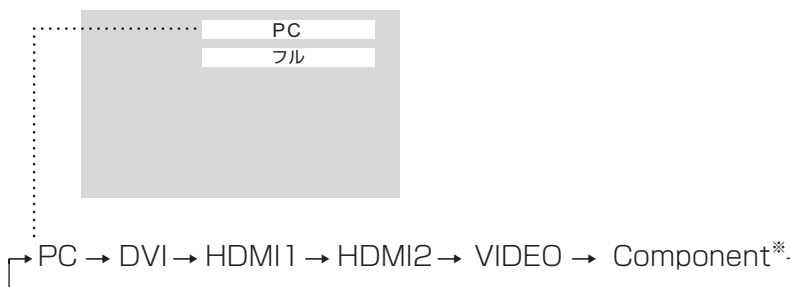 PC
フル
PC → DVI → HDMI1 → HDMI2 → VIDEO → Component※